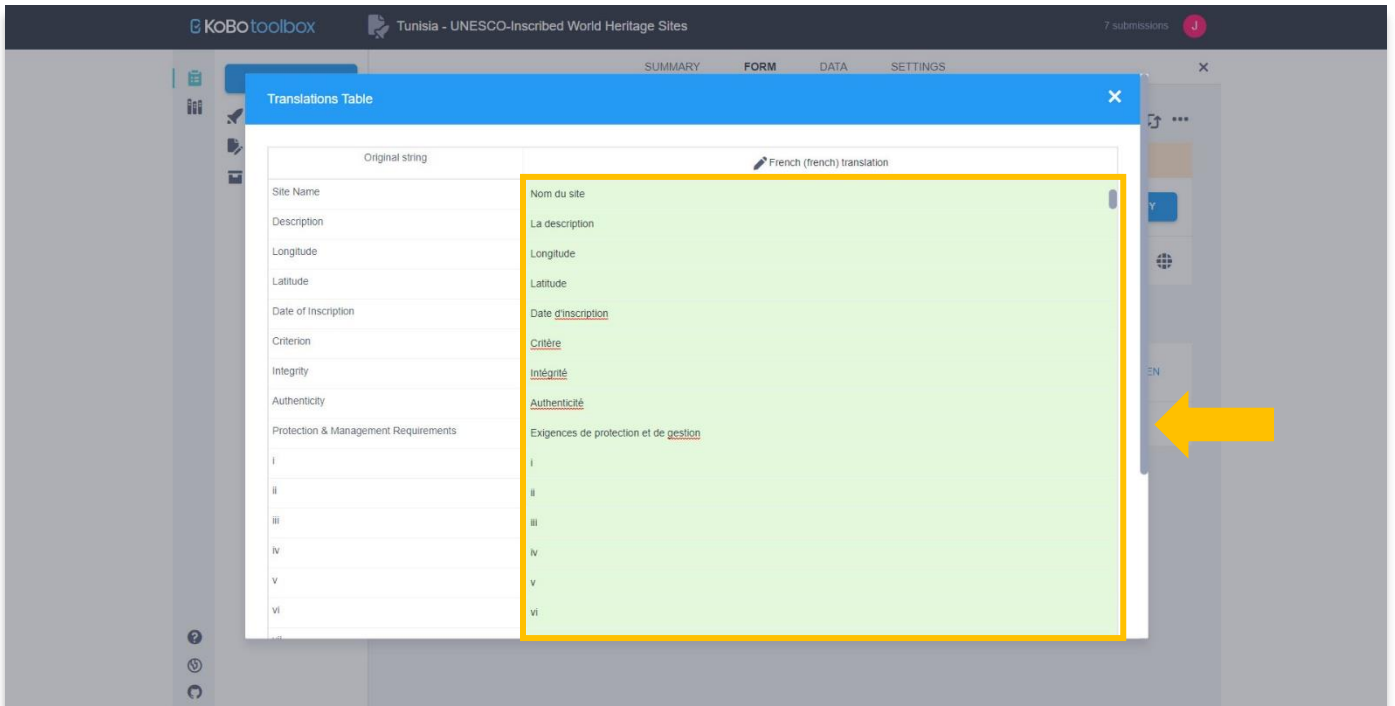 KOBO toolbox
Tunisia - UNESCO-Inscribed World Heritage Sites
7 submissions
J
SUMMARY FORM DATA SETTINGS
Translations Table
Original string
French (french) translation
Site Name
Nom du site
Y
Description
La description
Longitude
Longitude
Latitude
Latitude
Date of Inscription
Date d'inscription
Criterion
Critère
Integrity
Intégrité
EN
Authenticity
Authenticité
Protection & Management Requirements
Exigences de protection et de gestion
i
i
ii
ii
iii
iii
iv
iv
v
v
vi
vi